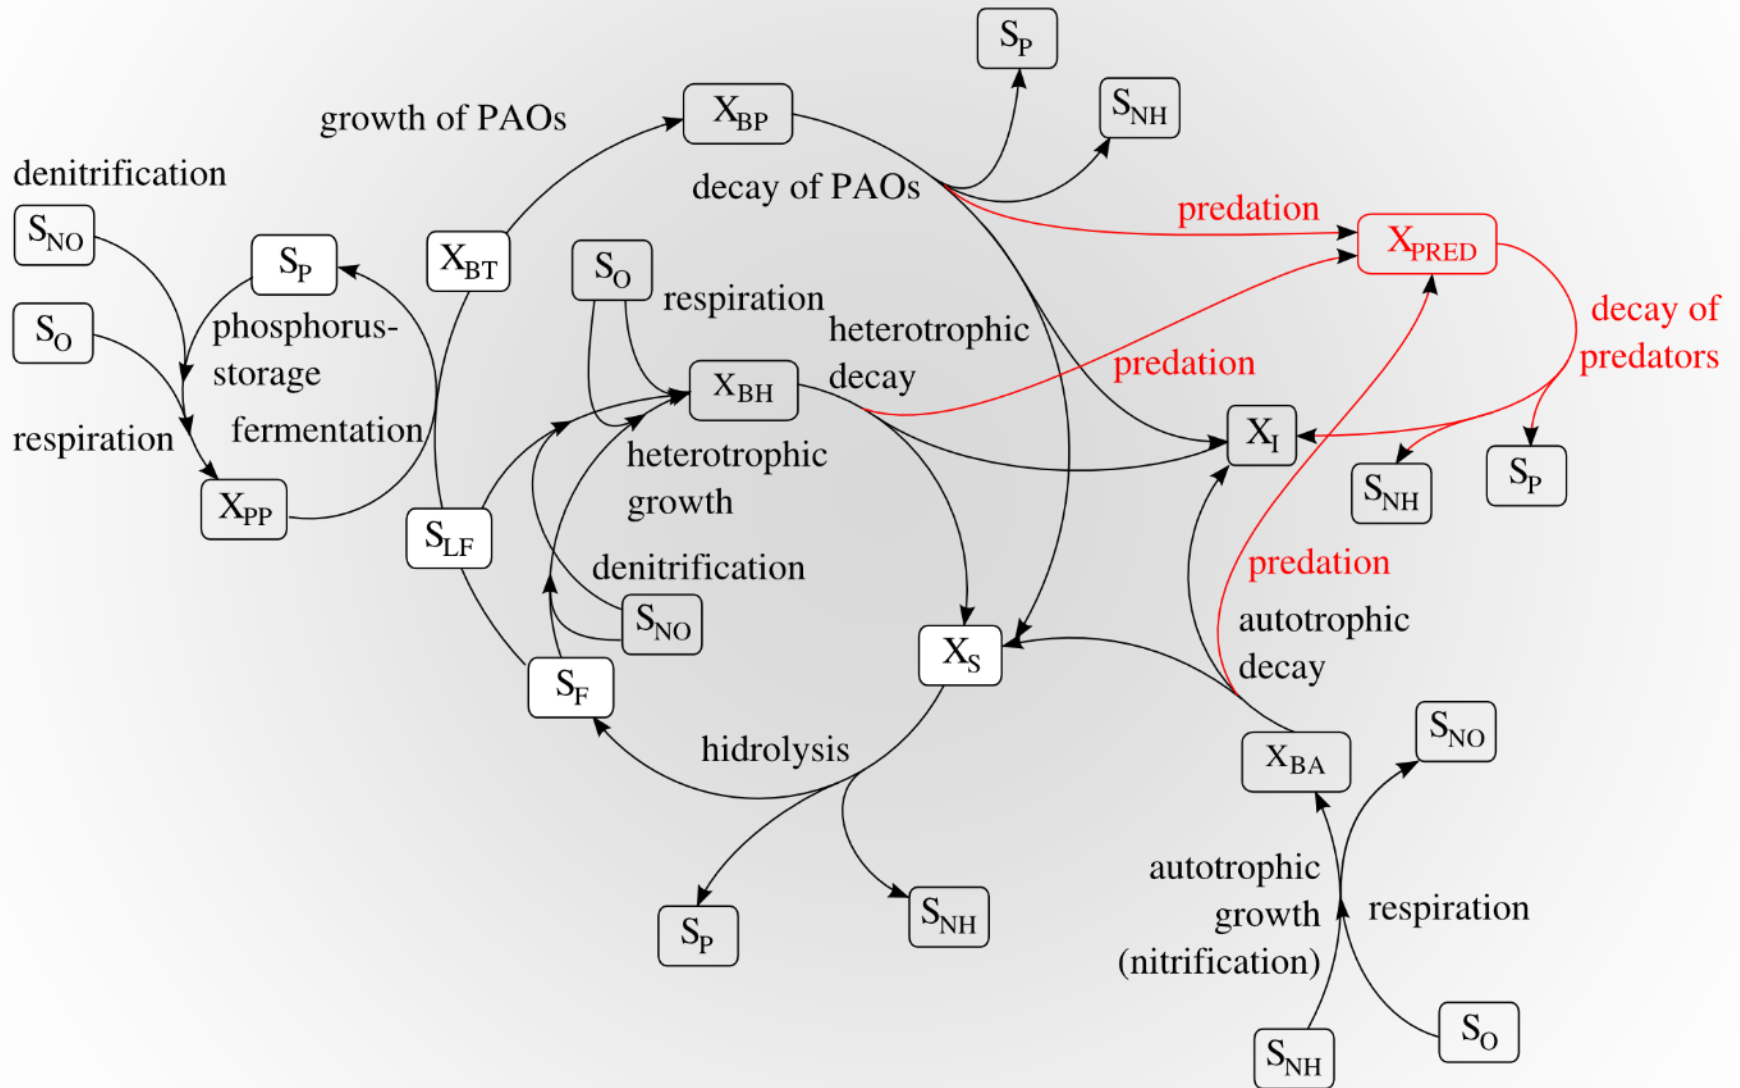 S_P
X_BP
S_NH
growth of PAOs
denitrification
decay of PAOs
predation
S_NO
S_P
X_BT
S_O
X_PRED
respiration
S_O
phosphorus-
storage
heterotrophic
decay
decay of
predators
predation
X_BH
respiration
fermentation
X_I
heterotrophic
growth
S_NH
S_P
X_PP
S_LF
denitrification
predation
S_NO
autotrophic
decay
X_S
S_F
hidrolysis
X_BA
S_NO
S_P
S_NH
autotrophic
growth
(nitrification)
respiration
S_NH
S_O